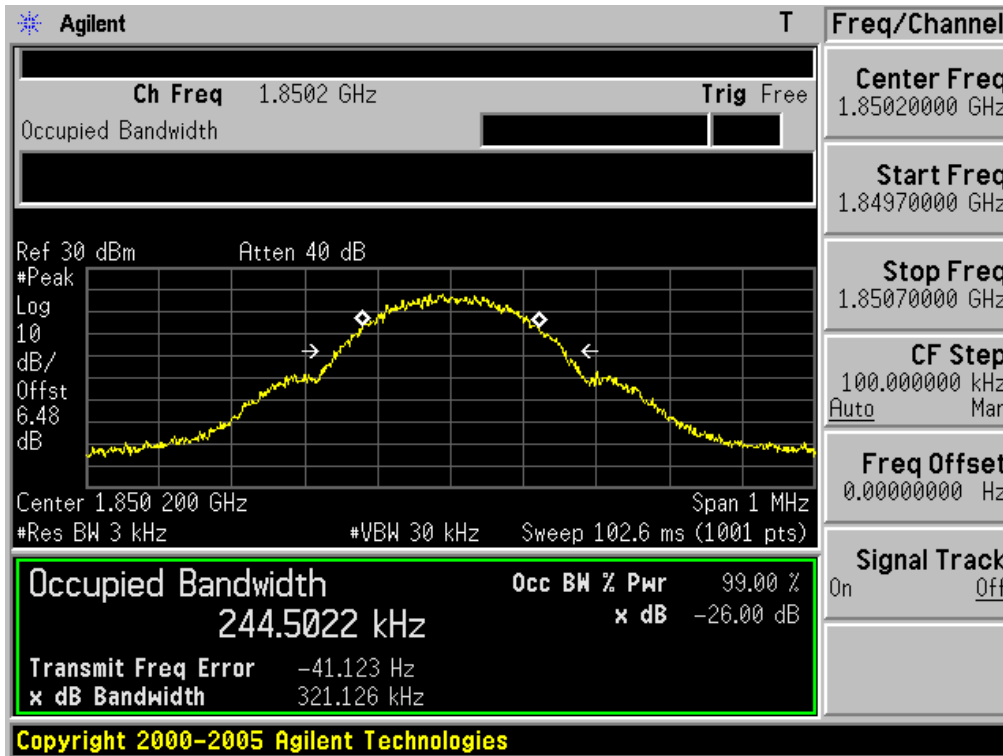 Agilent T
Freq/Channel
Ch Freq 1.8502 GHz Trig Free
Occupied Bandwidth
Center Freq
1.85020000 GHz
Start Freq
1.84970000 GHz
Stop Freq
1.85070000 GHz
CF Step
100.000000 kHz
Auto Man
Freq Offset
0.00000000 Hz
Signal Track
On Off
Ref 30 dBm Atten 40 dB
#Peak
Log
10
dB/
Offst
6.48
dB
Center 1.850 200 GHz Span 1 MHz
#Res BW 3 kHz #VBW 30 kHz Sweep 102.6 ms (1001 pts)
Occupied Bandwidth
244.5022 kHz
Occ BW % Pwr 99.00 %
x dB -26.00 dB
Transmit Freq Error -41.123 Hz
x dB Bandwidth 321.126 kHz
Copyright 2000-2005 Agilent Technologies